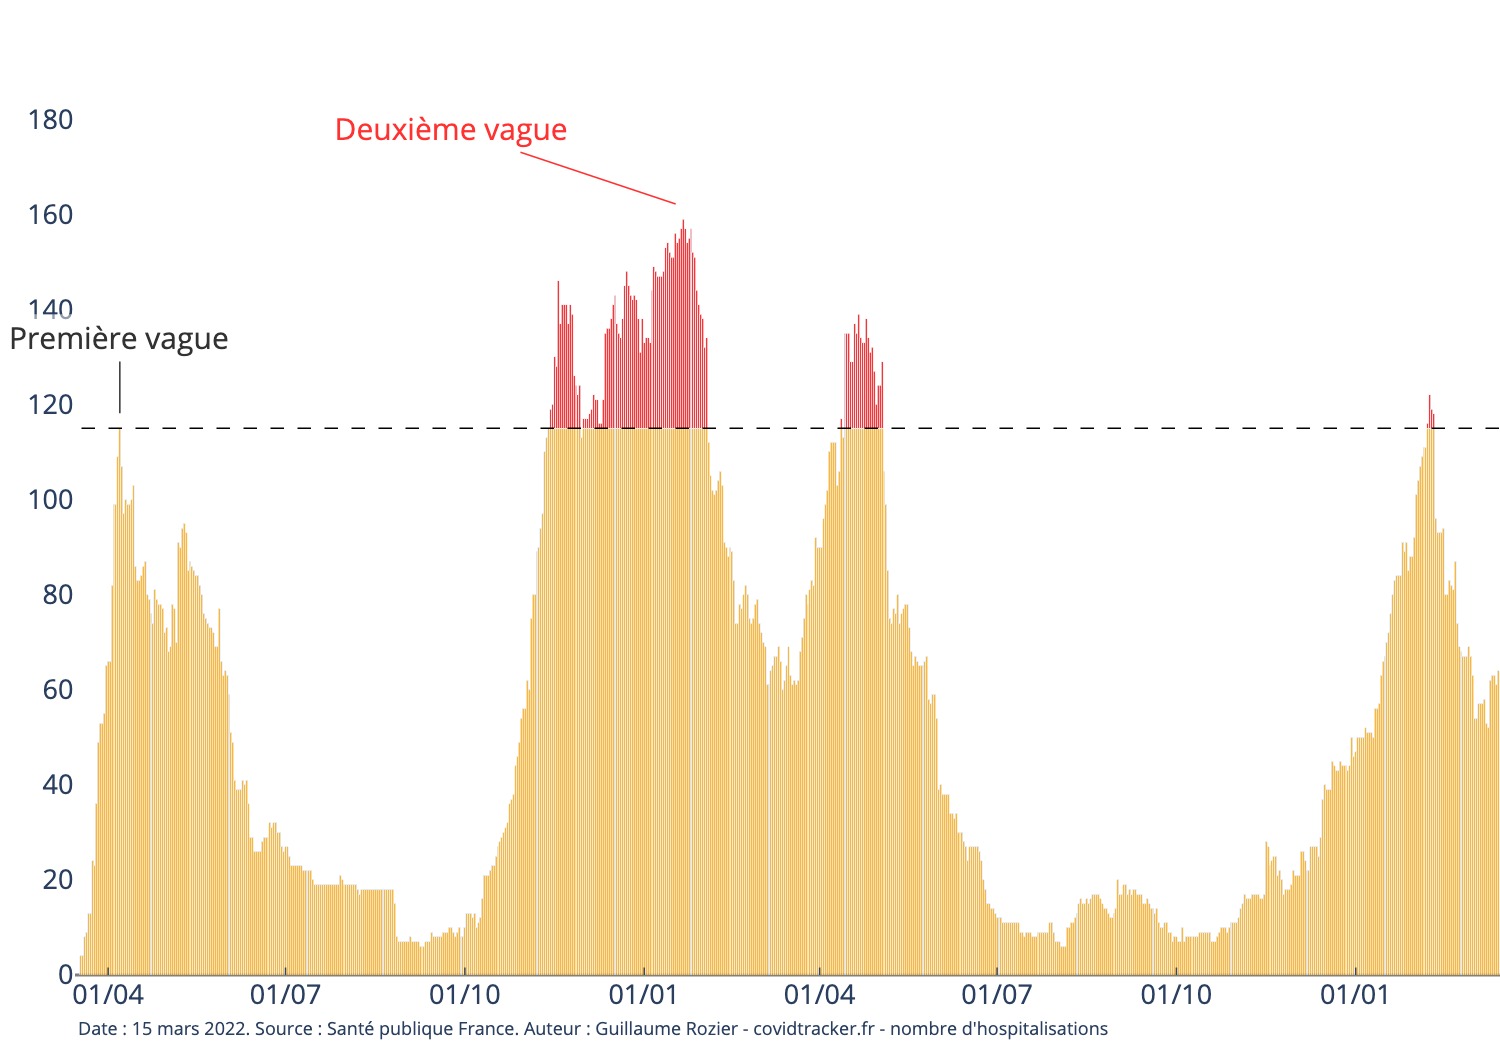 180
Deuxième vague
160
140
Première vague
120
100
80
60
40
20
0
01/04 01/07 01/10 01/01 01/04 01/07 01/10 01/01
Date : 15 mars 2022. Source : Santé publique France. Auteur : Guillaume Rozier - covidtracker.fr - nombre d'hospitalisations